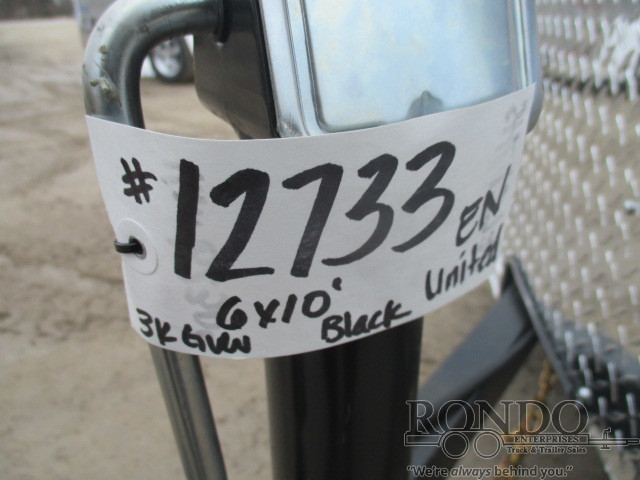 #12733 EN
6x10' Black United
3K GVW
RONDO
ENTERPRISES
Truck & Trailer Sales
"We're always behind you."